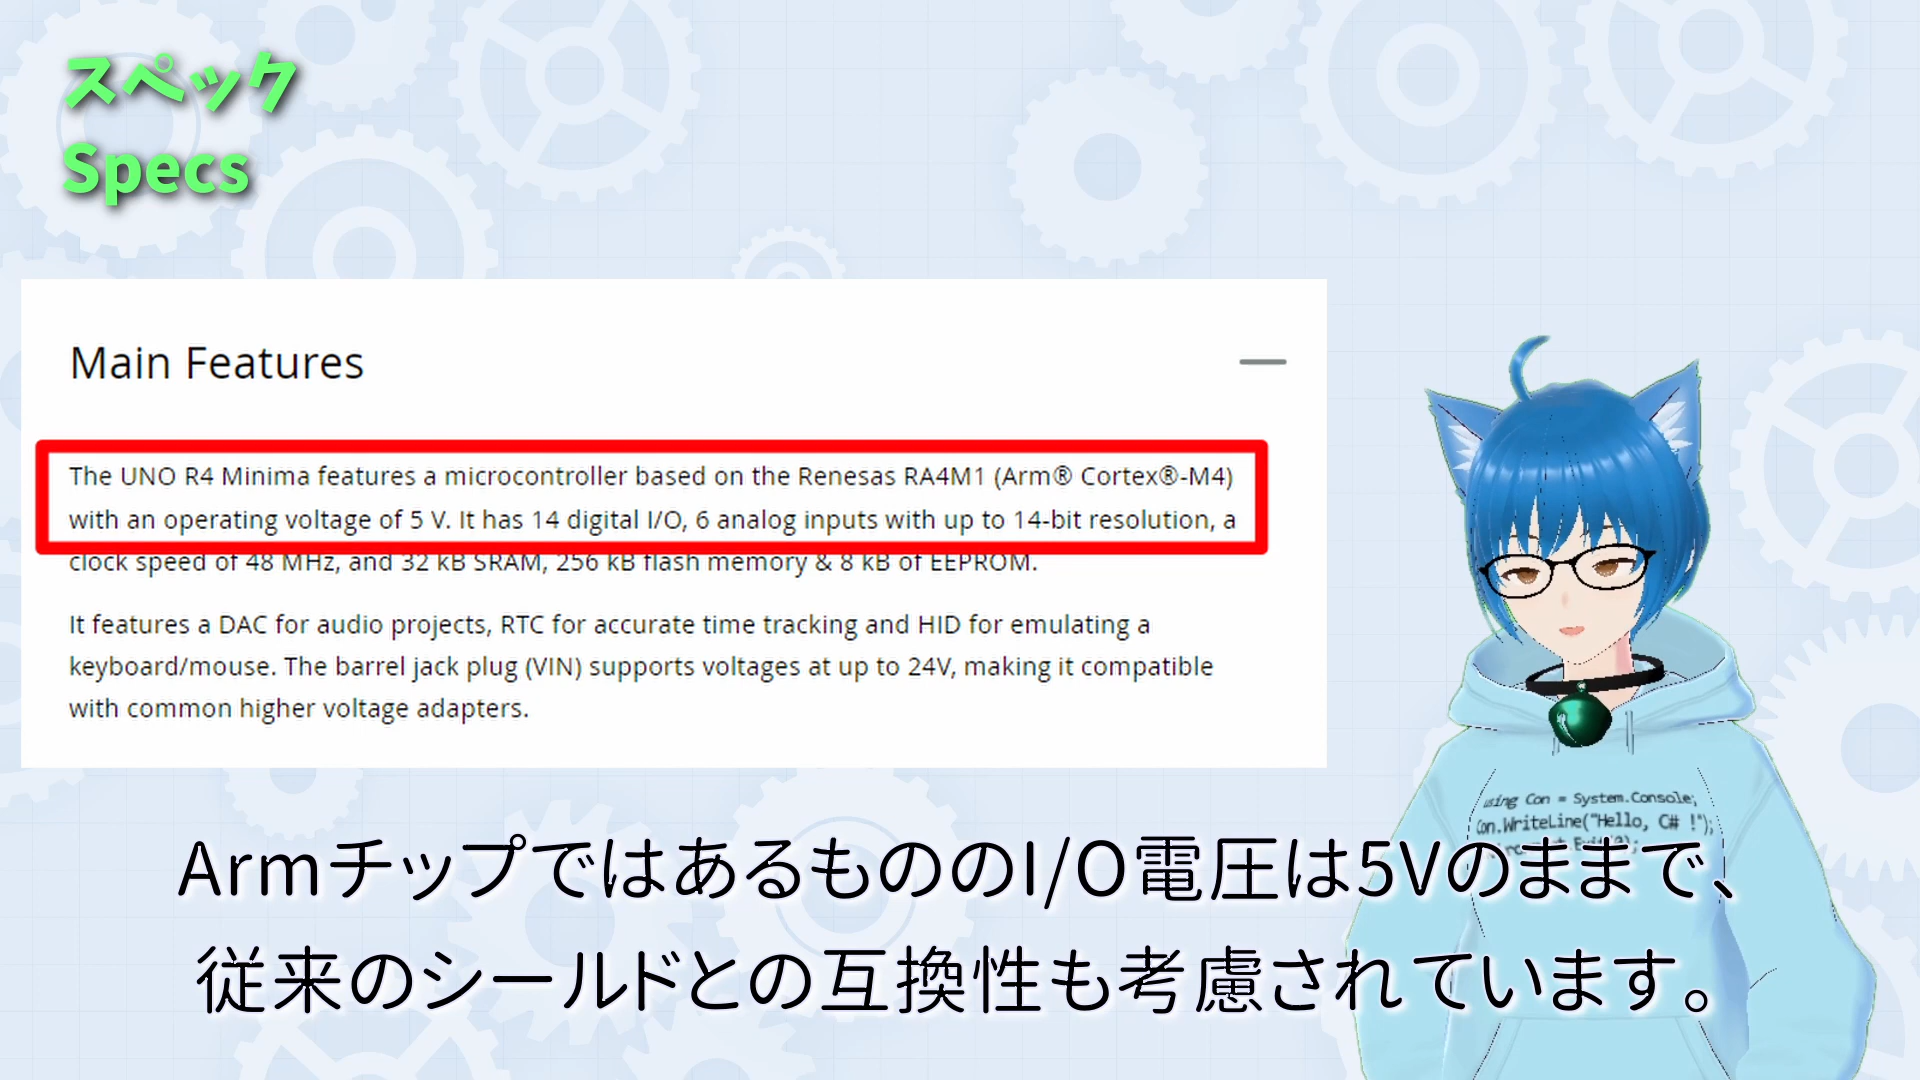 スペック
Specs
Main Features
The UNO R4 Minima features a microcontroller based on the Renesas RA4M1 (Arm® Cortex®-M4)
with an operating voltage of 5 V. It has 14 digital I/O, 6 analog inputs with up to 14-bit resolution, a
clock speed of 48 MHz, and 32 kB SRAM, 256 kB flash memory & 8 kB of EEPROM.
It features a DAC for audio projects, RTC for accurate time tracking and HID for emulating a
keyboard/mouse. The barrel jack plug (VIN) supports voltages at up to 24V, making it compatible
with common higher voltage adapters.
using Con = System.Console;
Con.WriteLine("Hello, C# !");
ArmチップではあるもののI/O電圧は5Vのままで、
従来のシールドとの互換性も考慮されています。